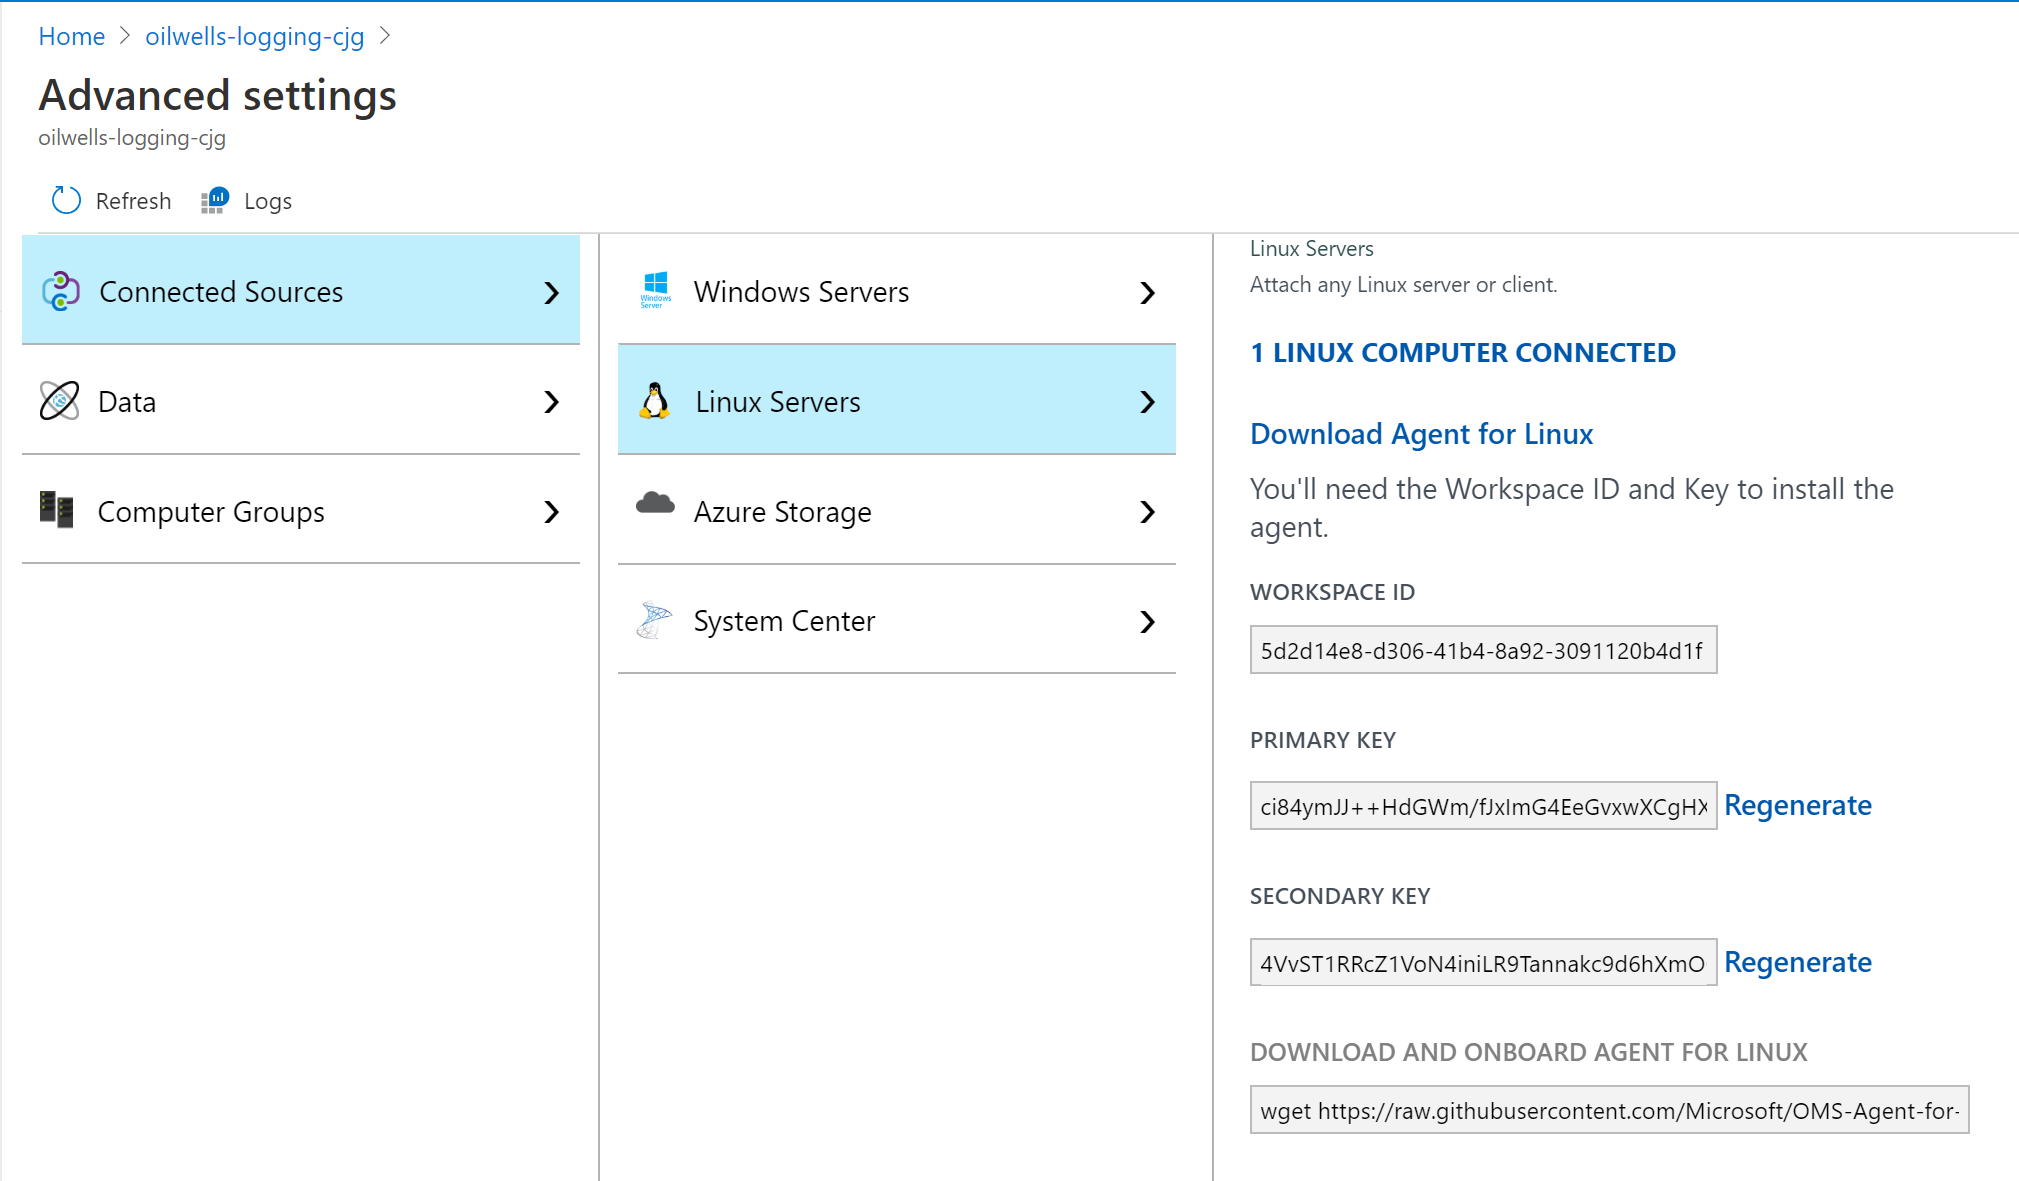 Home > oilwells-logging-cjg >
Advanced settings
oilwells-logging-cjg
Refresh Logs
Connected Sources
Data
Computer Groups
Windows Server
Windows Servers
Linux Servers
Azure Storage
System Center
Linux Servers
Attach any Linux server or client.
1 LINUX COMPUTER CONNECTED
Download Agent for Linux
You'll need the Workspace ID and Key to install the
agent.
WORKSPACE ID
5d2d14e8-d306-41b4-8a92-3091120b4d1f
PRIMARY KEY
ci84ymJJ++HdGWm/fJxImG4EeGvxwXCgHX Regenerate
SECONDARY KEY
4VvST1RRcZ1VoN4iniLR9Tannakc9d6hXmO Regenerate
DOWNLOAD AND ONBOARD AGENT FOR LINUX
wget https://raw.githubusercontent.com/Microsoft/OMS-Agent-for-